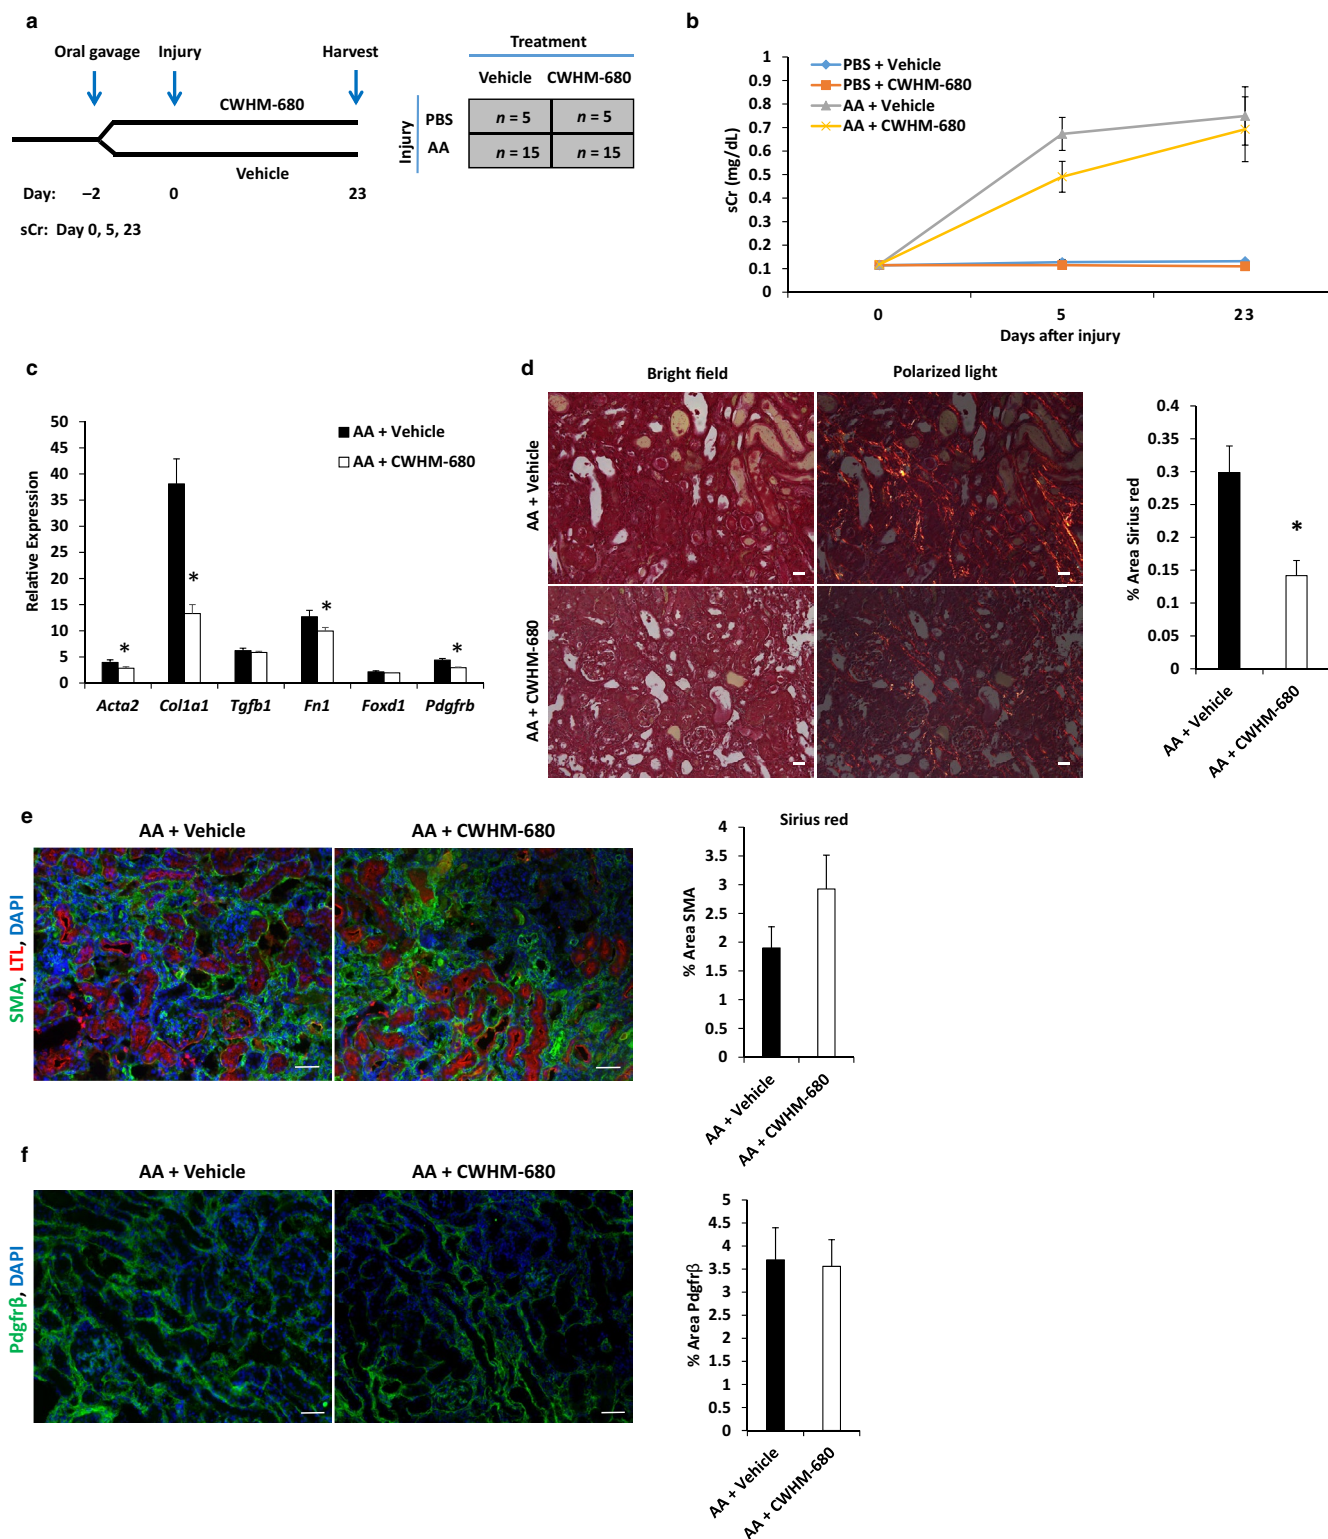 a
Oral gavage Injury Harvest
CWHM-680
Vehicle
Day: –2 0 23
sCr: Day 0, 5, 23
Treatment
Vehicle CWHM-680
Injury
PBS n = 5 n = 5
AA n = 15 n = 15
b
PBS + Vehicle
PBS + CWHM-680
AA + Vehicle
AA + CWHM-680
sCr (mg/dL)
1
0.9
0.8
0.7
0.6
0.5
0.4
0.3
0.2
0.1
0
0 5 23
Days after injury
c
AA + Vehicle
AA + CWHM-680
Relative Expression
50
45
40
35
30
25
20
15
10
5
0
* * * *
Acta2 Col1a1 Tgfb1 Fn1 Foxd1 Pdgfrb
d
Bright field Polarized light
AA + Vehicle
AA + CWHM-680
% Area Sirius red
0.4
0.35
0.3
0.25
0.2
0.15
0.1
0.05
0
*
AA + Vehicle
AA + CWHM-680
Sirius red
e
AA + Vehicle AA + CWHM-680
SMA, LTL, DAPI
% Area SMA
4
3.5
3
2.5
2
1.5
1
0.5
0
AA + Vehicle
AA + CWHM-680
f
AA + Vehicle AA + CWHM-680
Pdgfrβ, DAPI
% Area Pdgfrβ
5
4.5
4
3.5
3
2.5
2
1.5
1
0.5
0
AA + Vehicle
AA + CWHM-680